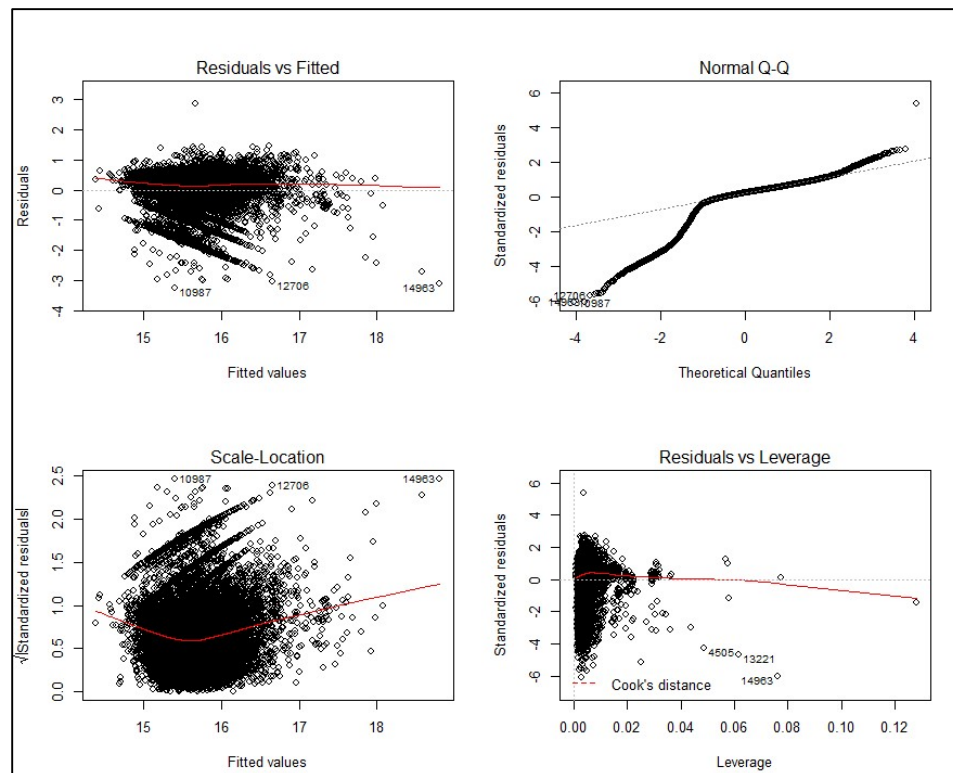 Residuals vs Fitted
Residuals
3
2
1
0
-1
-2
-3
-4
10987
12706
14963
15 16 17 18
Fitted values
Normal Q-Q
Standardized residuals
6
4
2
0
-2
-4
-6
12706
14963
10987
-4 -2 0 2 4
Theoretical Quantiles
Scale-Location
√|Standardized residuals|
2.5
2.0
1.5
1.0
0.5
0.0
10987
12706
14963
15 16 17 18
Fitted values
Residuals vs Leverage
Standardized residuals
6
4
2
0
-2
-4
-6
4505
13221
14963
Cook's distance
0.00 0.02 0.04 0.06 0.08 0.10 0.12
Leverage